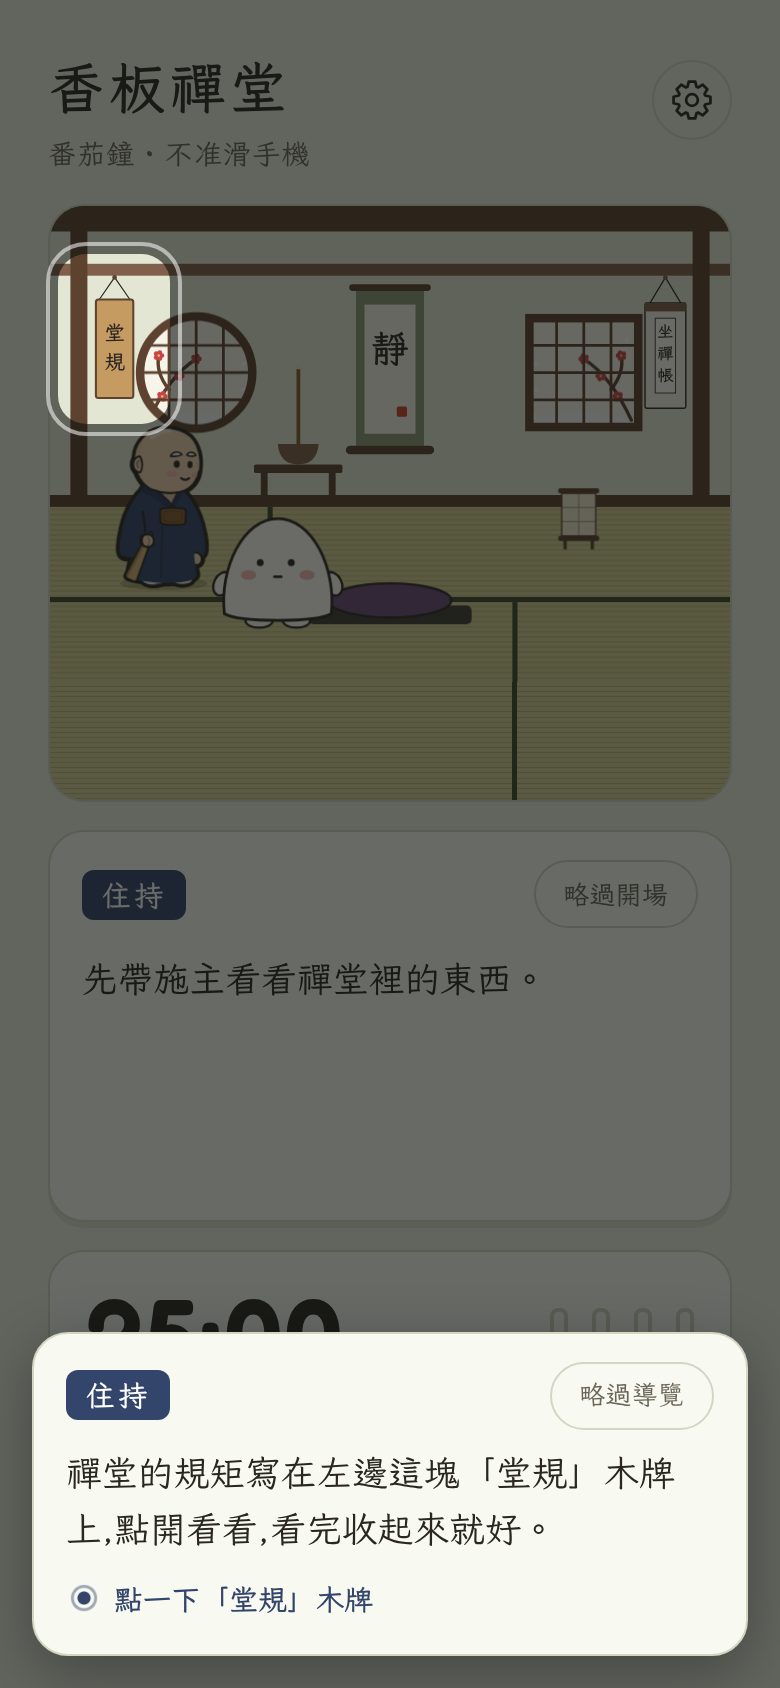 香板禪堂
番茄鐘・不准滑手機
堂規
靜
坐禪帳
住持
略過開場
先帶施主看看禪堂裡的東西。
25:00
住持
略過導覽
禪堂的規矩寫在左邊這塊「堂規」木牌
上,點開看看,看完收起來就好。
點一下「堂規」木牌